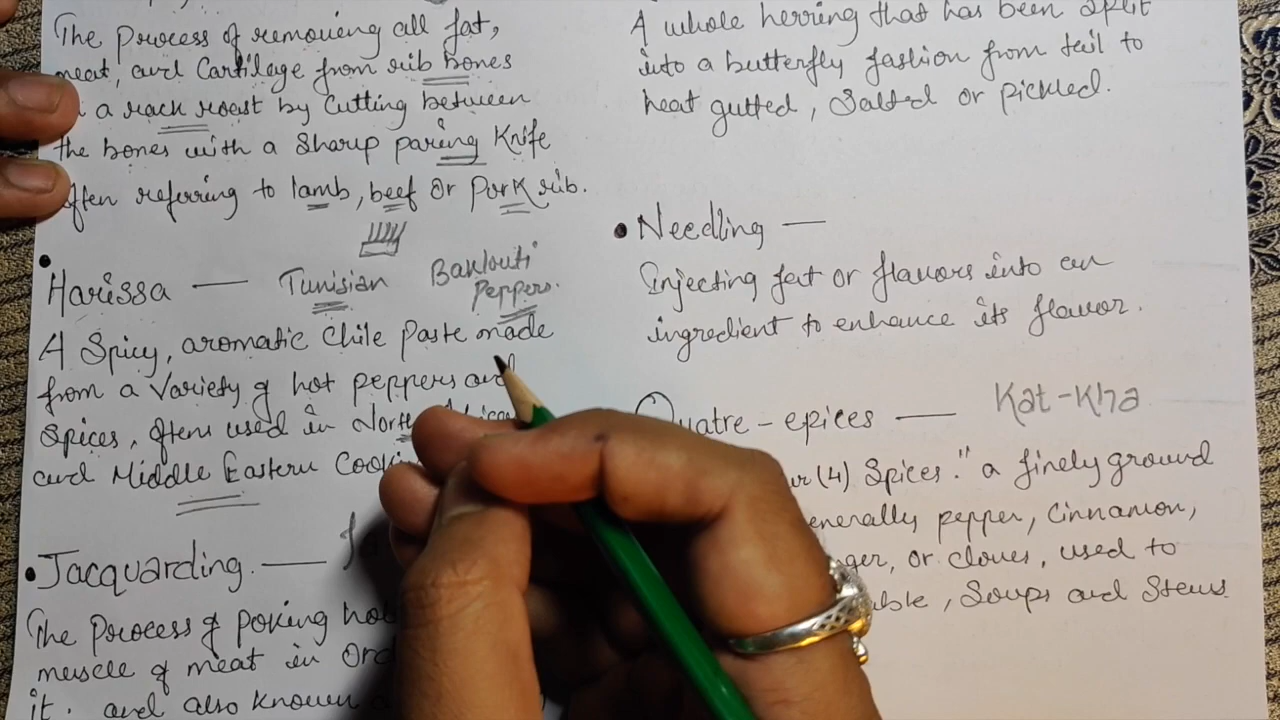 The process of removing all fat,
meat, and Cartilage from rib bones
a rack roast by Cutting between
the bones with a Sharp paring Knife
often referring to lamb, beef or Pork rib.
Harissa — Tunisian Baklouti
Peppers.
A Spicy, aromatic Chile Paste made
from a Variety of hot peppers and
Spices, Often used in North
and Middle Eastern
Jacquarding. —
The Process of poking
muscle of meat in
it. and also known
A whole herring that has been split
into a butterfly fashion from tail to
heat gutted, Salted or pickled.
Needling —
Injecting fat or flavors into an
ingredient to enhance its flavor.
Quatre - epices — Kat-Kha
(4) Spices." a finely ground
pepper, Cinnamon,
or cloves, used to
, Soups and Stews.